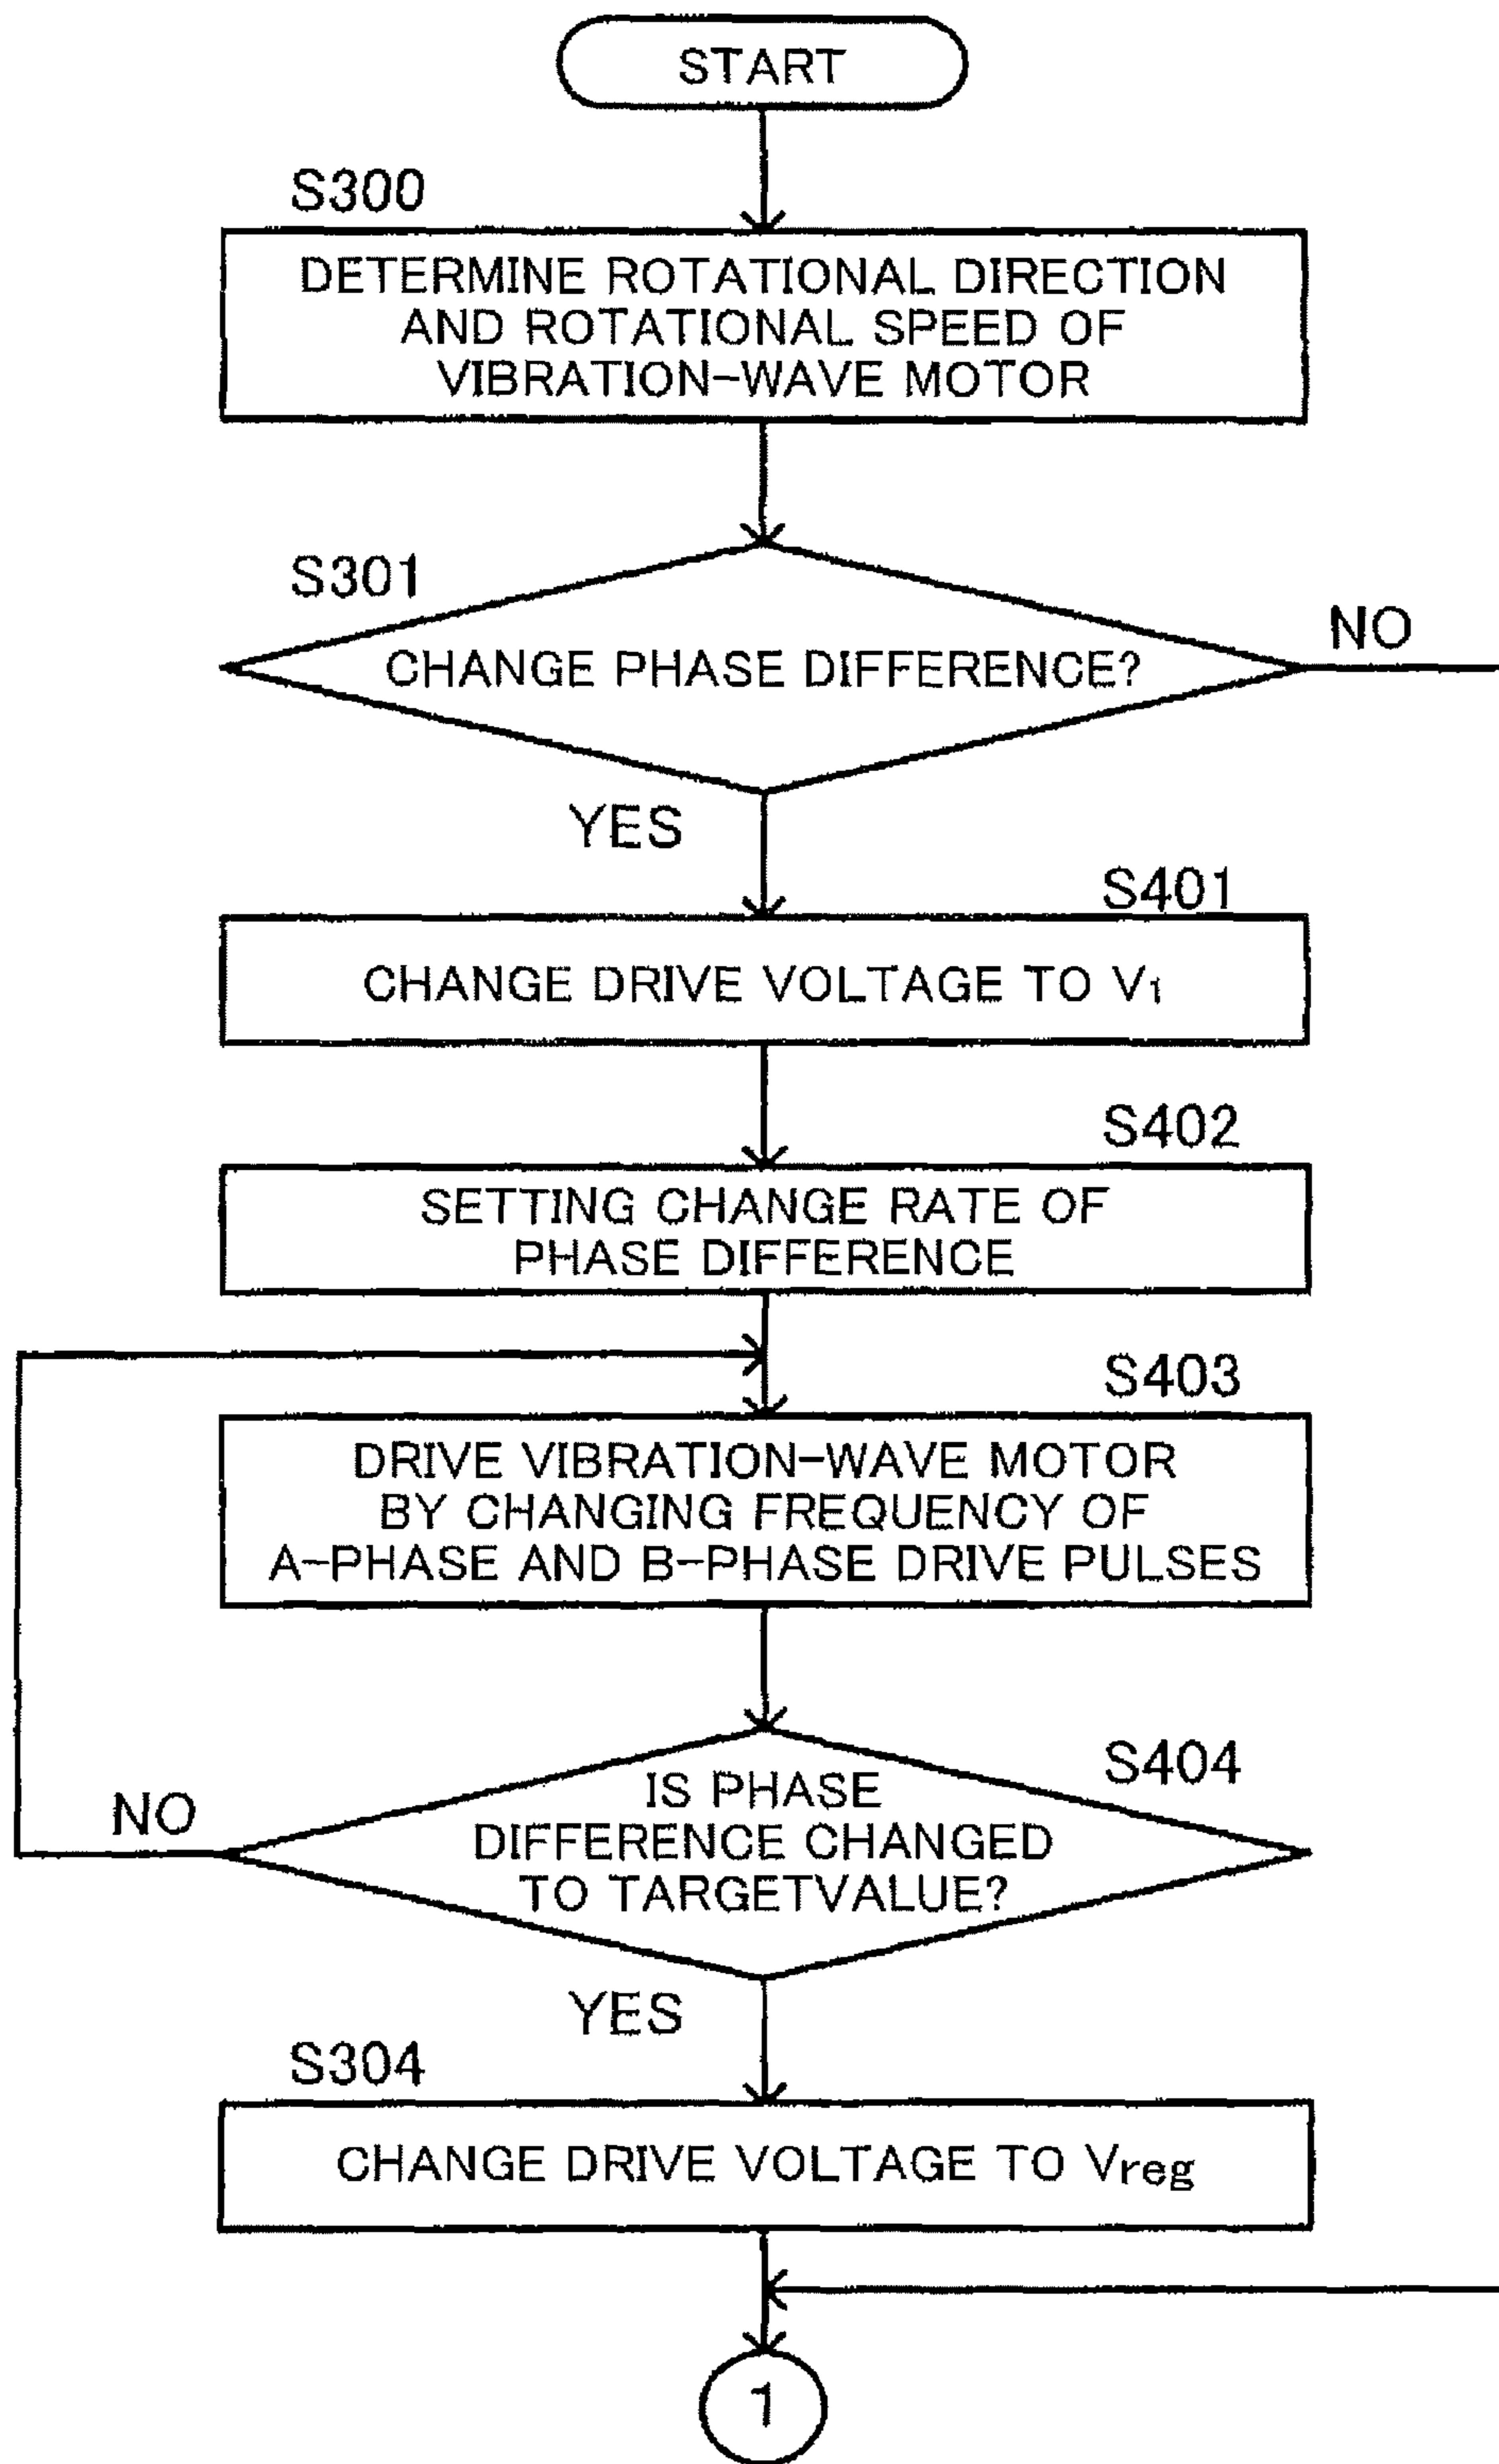 START
S300
DETERMINE ROTATIONAL DIRECTION
AND ROTATIONAL SPEED OF
VIBRATION-WAVE MOTOR
S301
CHANGE PHASE DIFFERENCE?
NO
YES
S401
CHANGE DRIVE VOLTAGE TO V1
S402
SETTING CHANGE RATE OF
PHASE DIFFERENCE
S403
DRIVE VIBRATION-WAVE MOTOR
BY CHANGING FREQUENCY OF
A-PHASE AND B-PHASE DRIVE PULSES
S404
IS PHASE
DIFFERENCE CHANGED
TO TARGETVALUE?
NO
YES
S304
CHANGE DRIVE VOLTAGE TO Vreg
1